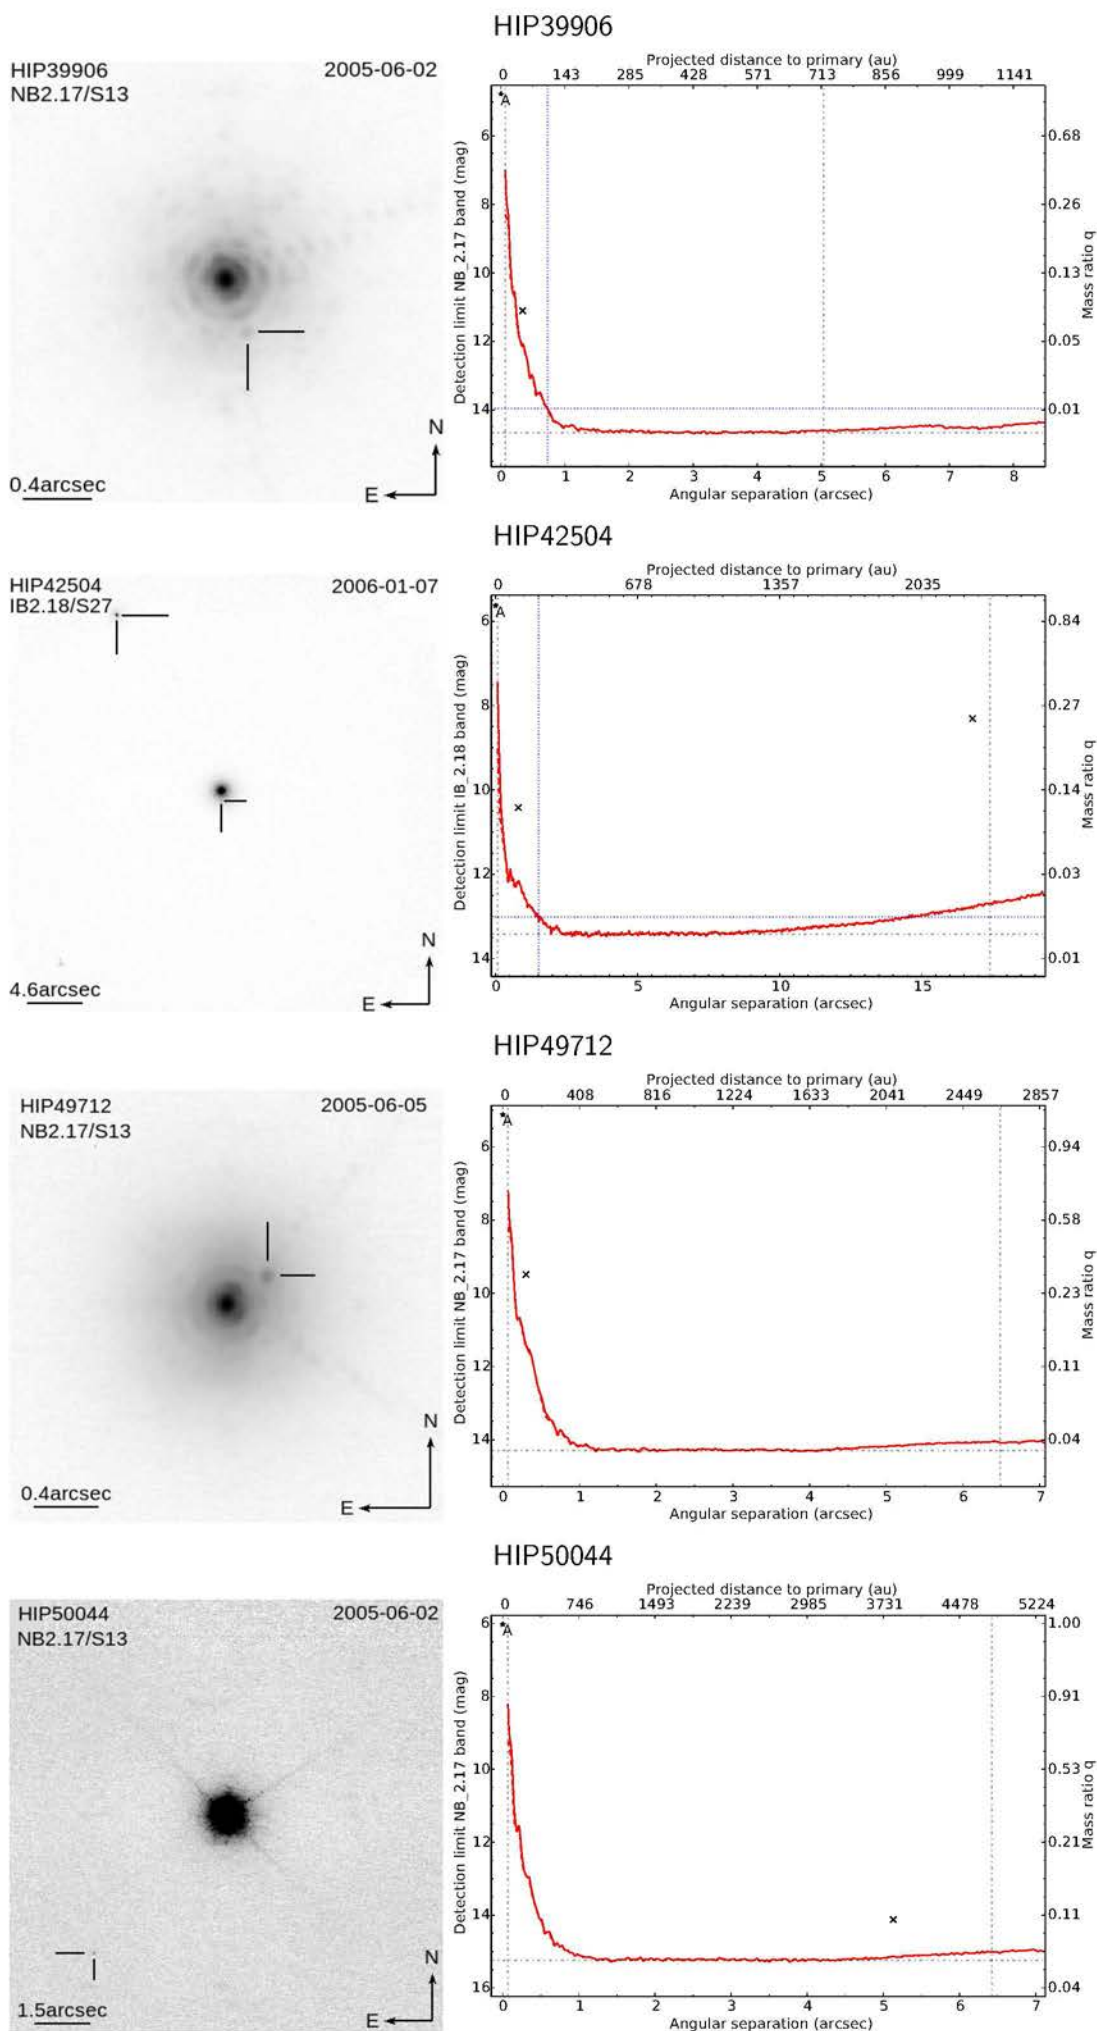 HIP39906
HIP39906
NB2.17/S13
2005-06-02
N
E
0.4arcsec
Projected distance to primary (au)
0 143 285 428 571 713 856 999 1141
A
Detection limit NB_2.17 band (mag)
6
8
10
12
14
0.68
0.26
0.13
0.05
0.01
Mass ratio q
0 1 2 3 4 5 6 7 8
Angular separation (arcsec)
HIP42504
HIP42504
IB2.18/S27
2006-01-07
N
E
4.6arcsec
Projected distance to primary (au)
0 678 1357 2035
A
Detection limit IB_2.18 band (mag)
6
8
10
12
14
0.84
0.27
0.14
0.03
0.01
Mass ratio q
0 5 10 15
Angular separation (arcsec)
HIP49712
HIP49712
NB2.17/S13
2005-06-05
N
E
0.4arcsec
Projected distance to primary (au)
0 408 816 1224 1633 2041 2449 2857
A
Detection limit NB_2.17 band (mag)
6
8
10
12
14
0.94
0.58
0.23
0.11
0.04
Mass ratio q
0 1 2 3 4 5 6 7
Angular separation (arcsec)
HIP50044
HIP50044
NB2.17/S13
2005-06-02
N
E
1.5arcsec
Projected distance to primary (au)
0 746 1493 2239 2985 3731 4478 5224
A
Detection limit NB_2.17 band (mag)
6
8
10
12
14
16
1.00
0.91
0.53
0.21
0.11
0.04
Mass ratio q
0 1 2 3 4 5 6 7
Angular separation (arcsec)